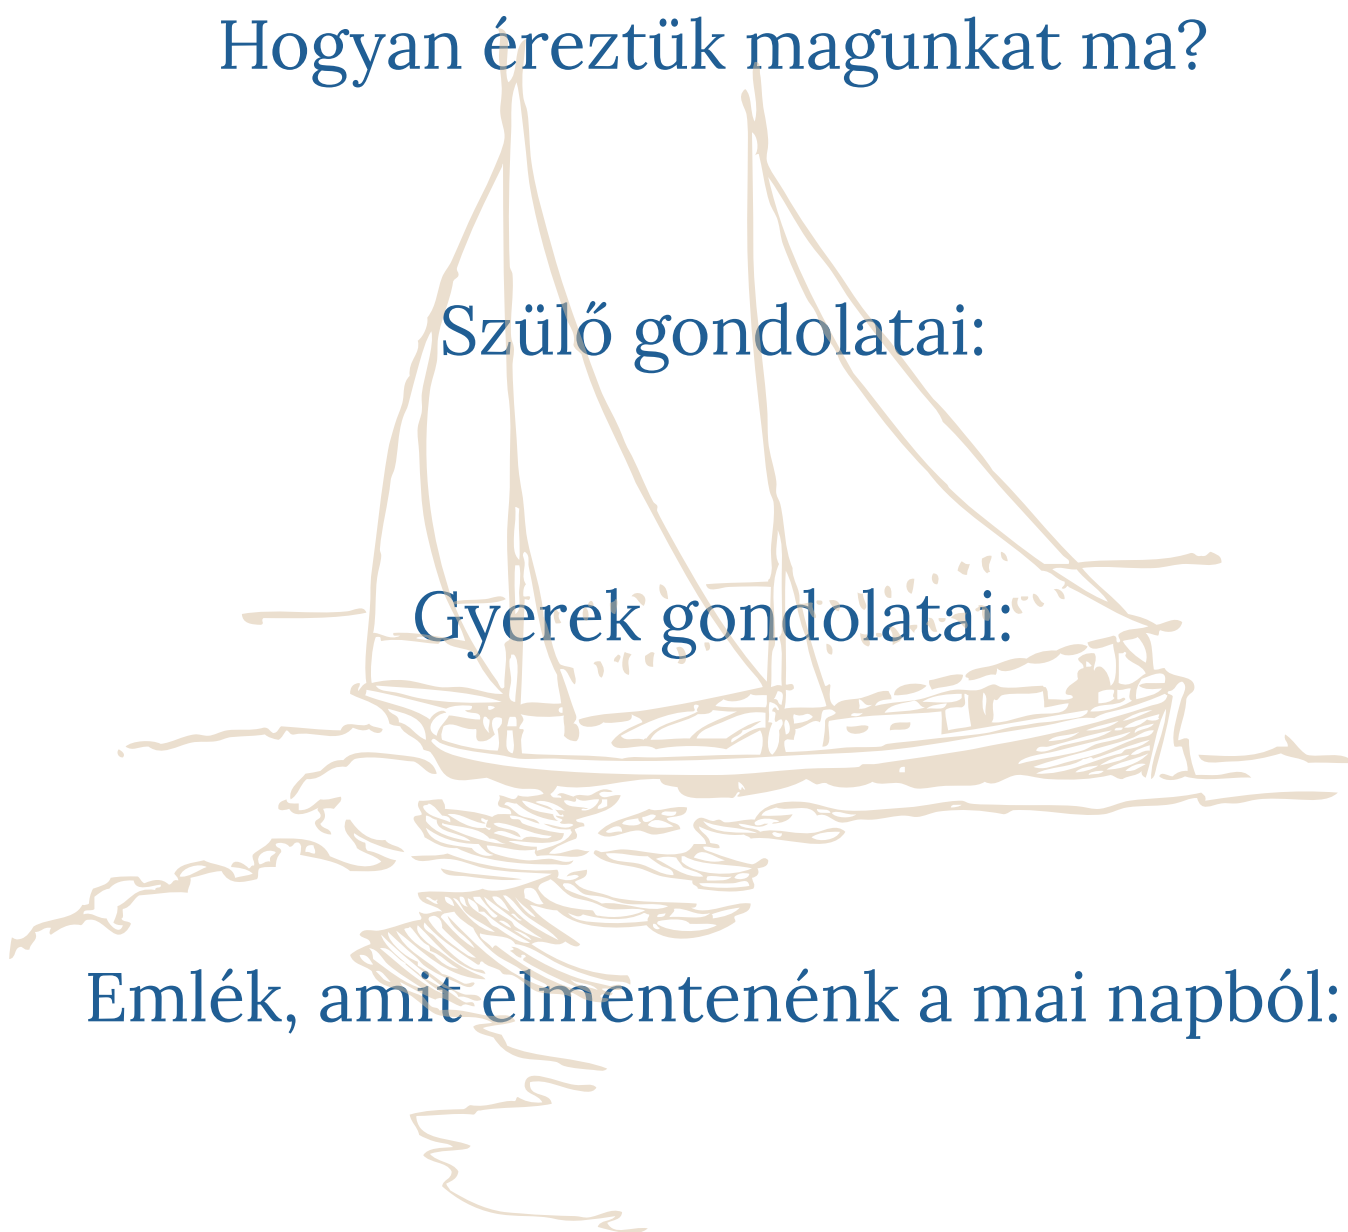 Hogyan éreztük magunkat ma?
Szülő gondolatai:
Gyerek gondolatai:
Emlék, amit elmentenénk a mai napból: